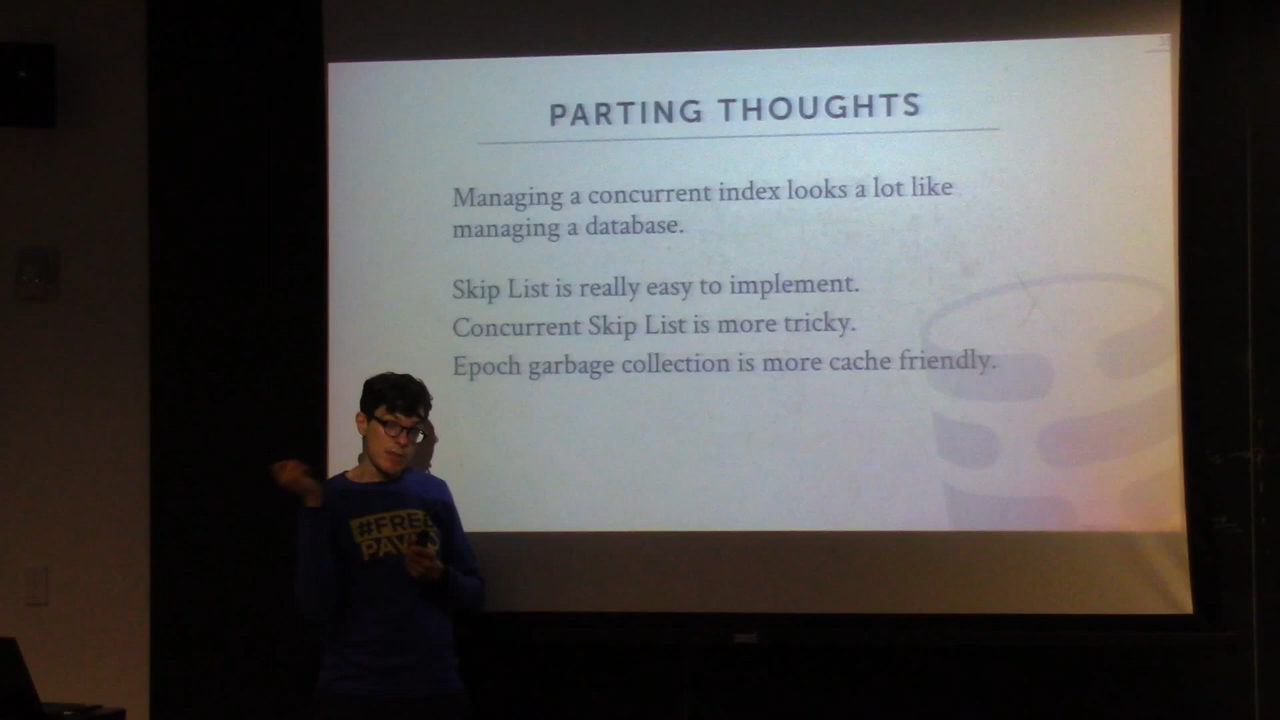 PARTING THOUGHTS
Managing a concurrent index looks a lot like
managing a database.
Skip List is really easy to implement.
Concurrent Skip List is more tricky.
Epoch garbage collection is more cache friendly.
#FREE